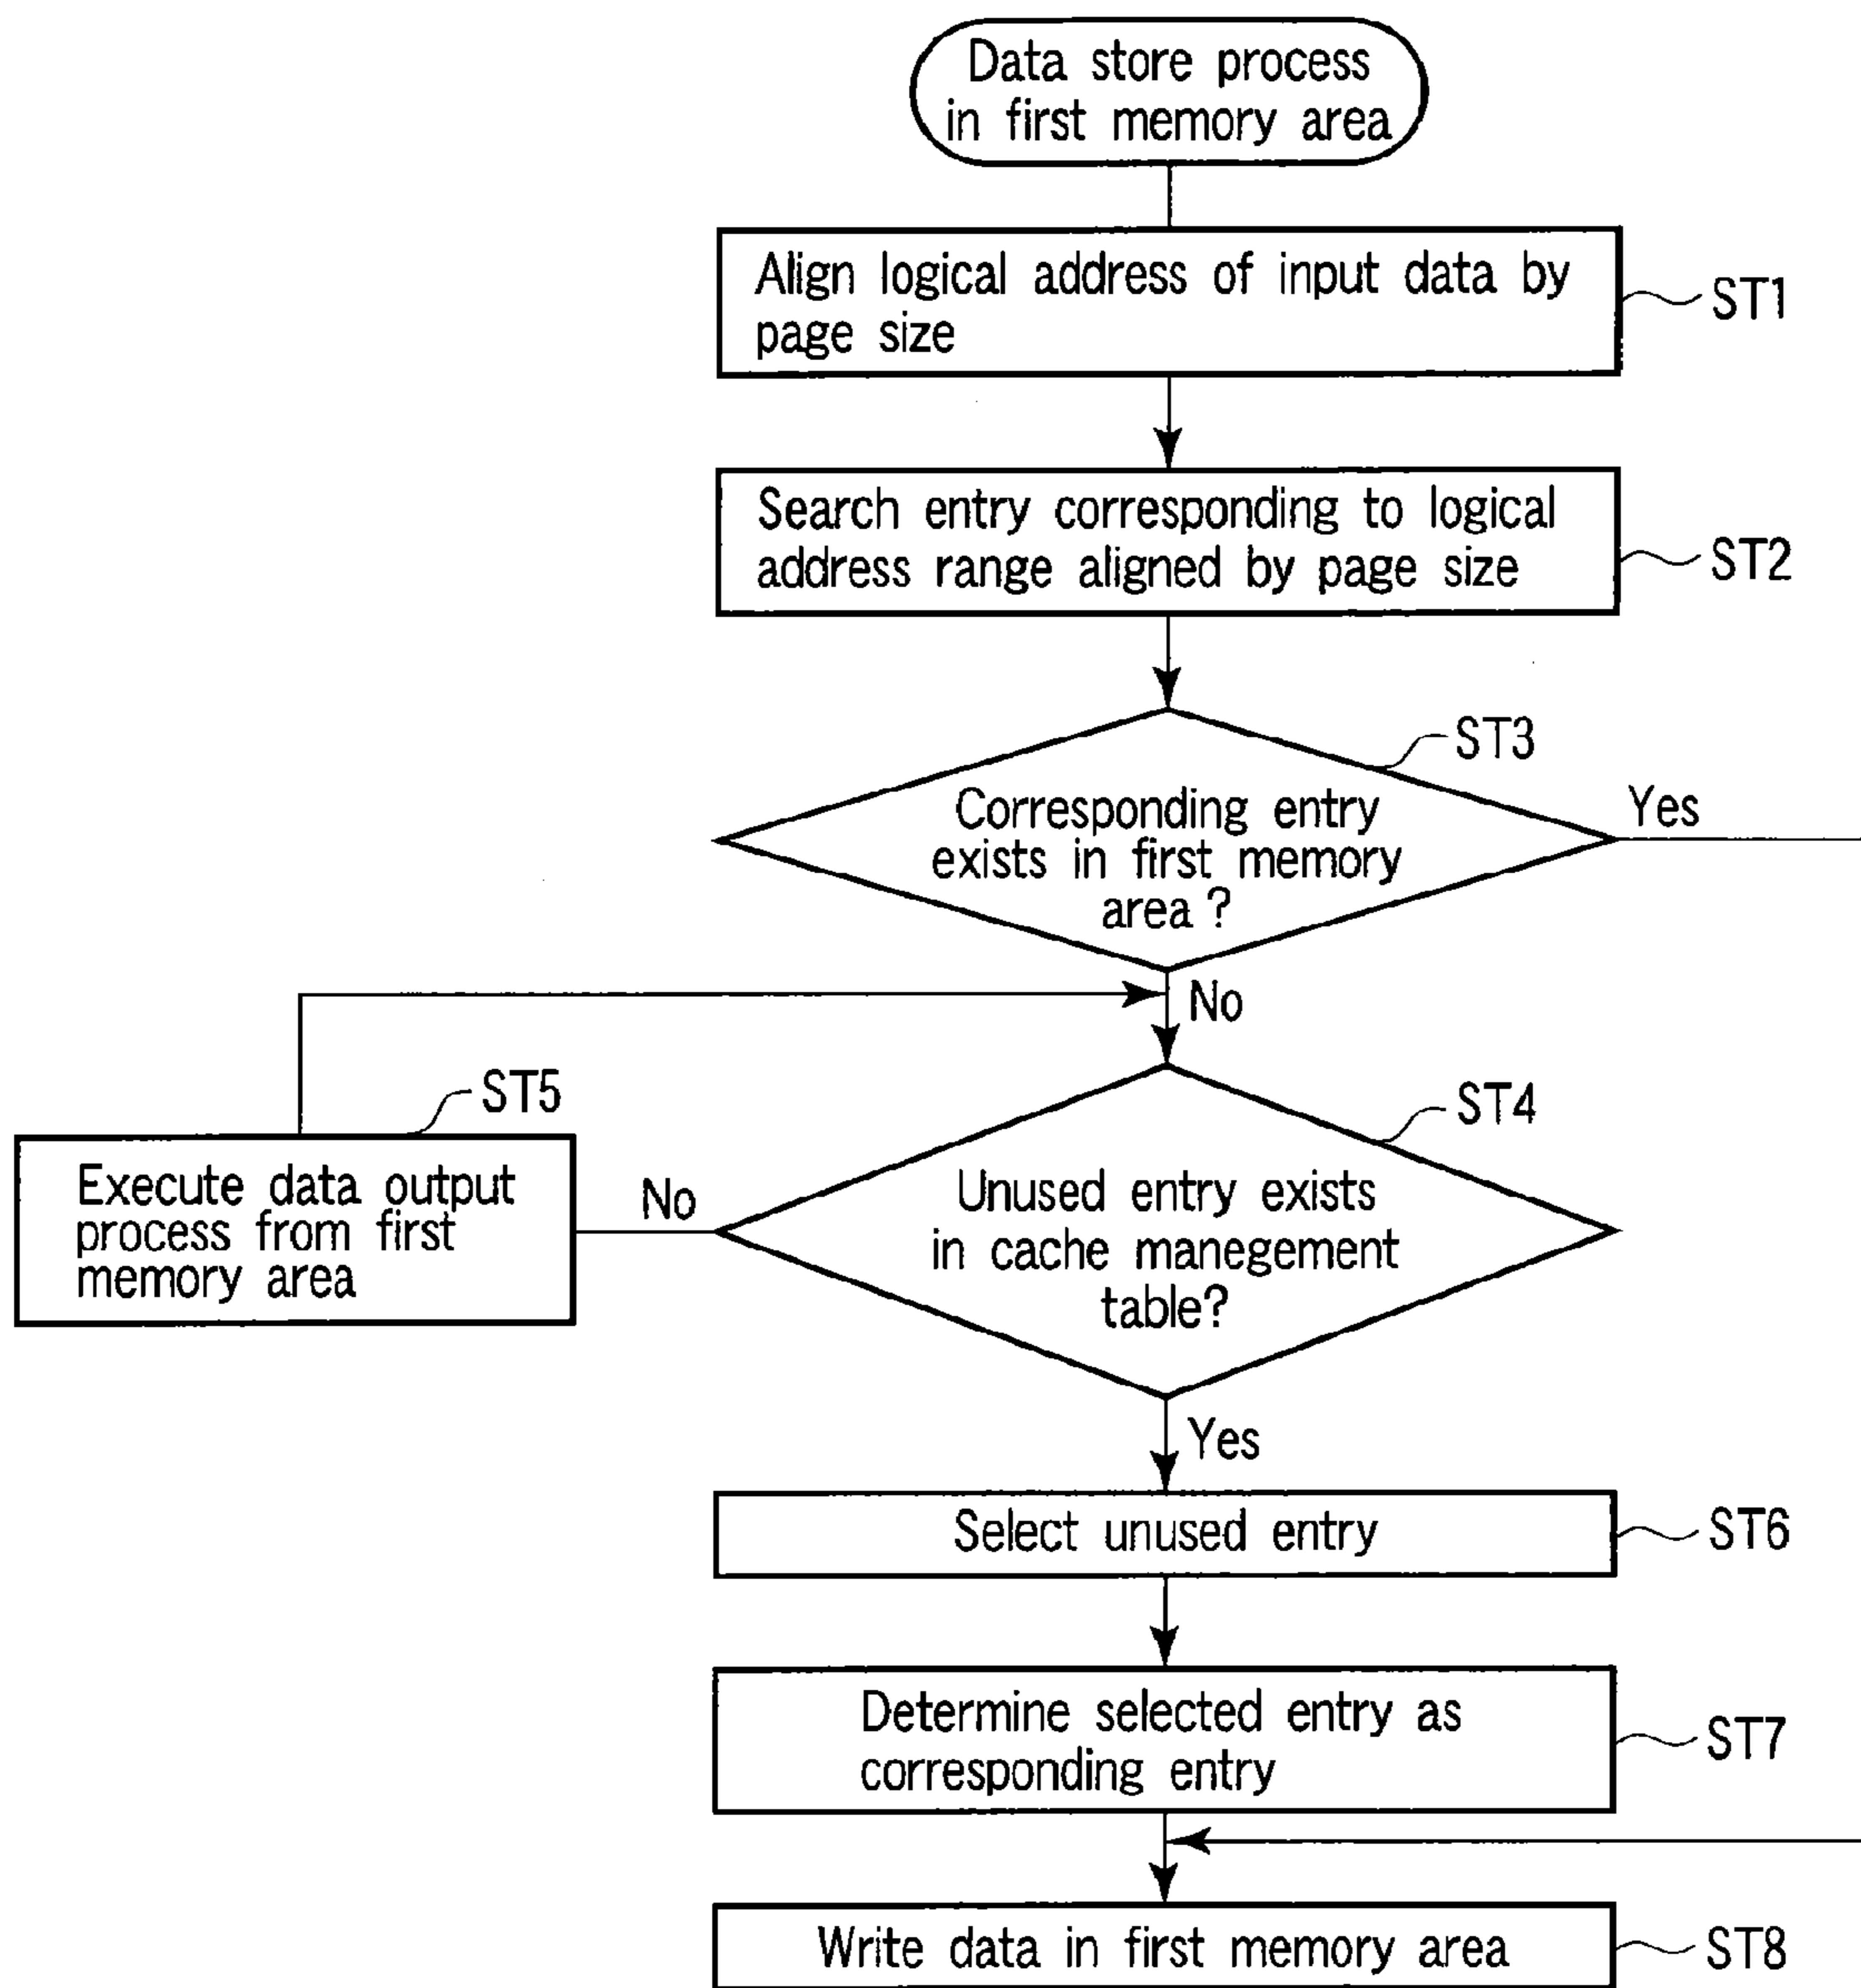 Data store process
in first memory area
Align logical address of input data by
page size
ST1
Search entry corresponding to logical
address range aligned by page size
ST2
ST3
Corresponding entry
exists in first memory
area ?
Yes
No
ST5
Execute data output
process from first
memory area
No
ST4
Unused entry exists
in cache manegement
table?
Yes
Select unused entry
ST6
Determine selected entry as
corresponding entry
ST7
Write data in first memory area
ST8